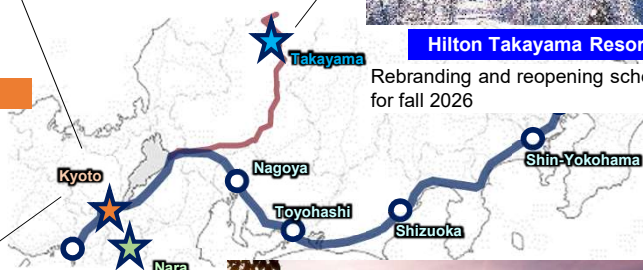 Hilton Takayama Resor
Rebranding and reopening sche
for fall 2026
Takayama
Shin-Yokohama
Nagoya
Kyoto
Toyohashi
Shizuoka
Nara